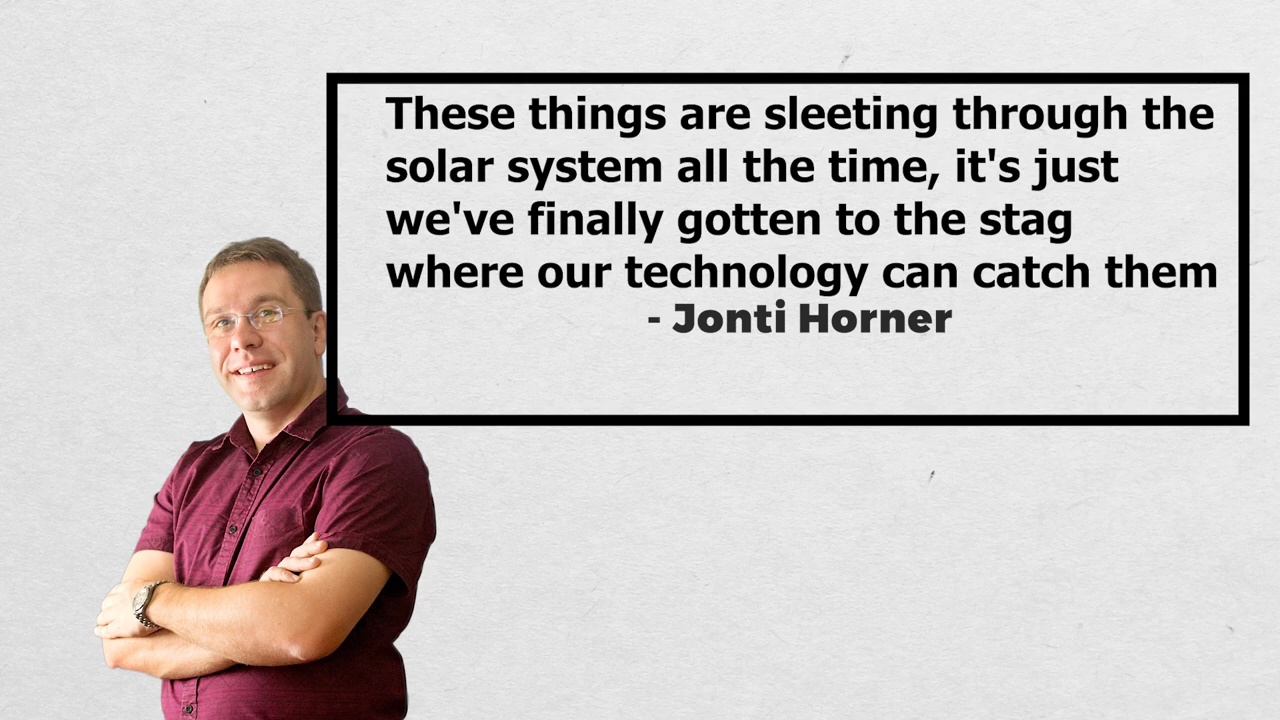 These things are sleeting through the
solar system all the time, it's just
we've finally gotten to the stag
where our technology can catch them
- Jonti Horner